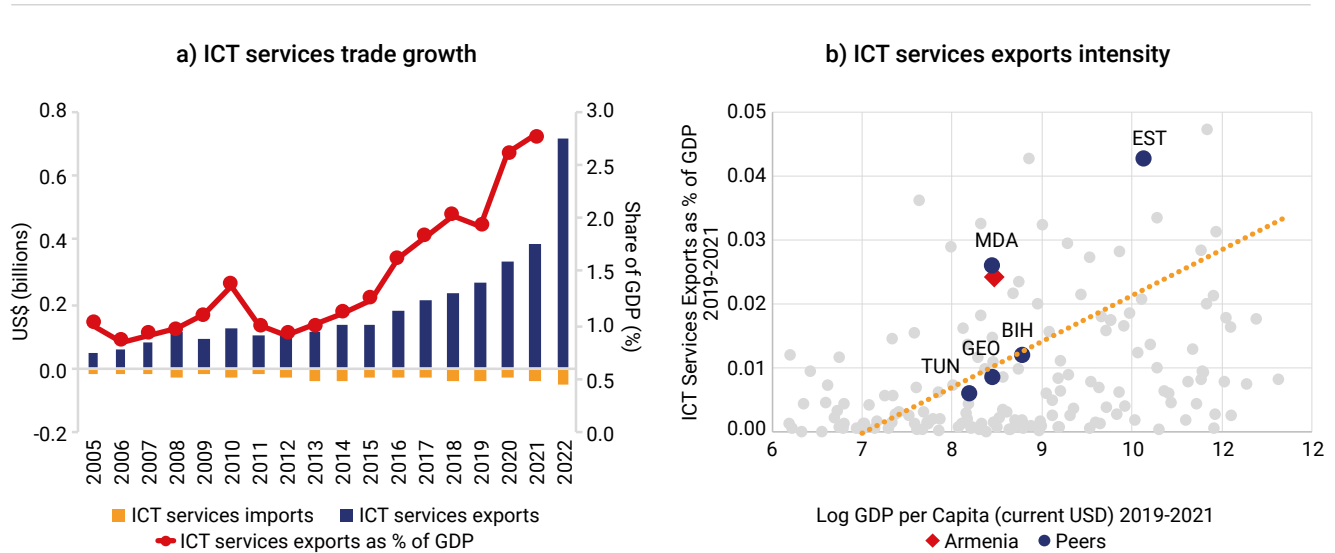 a) ICT services trade growth
US$ (billions)
0.8
0.6
0.4
0.2
0.0
-0.2
3.0
2.5
2.0
1.5
1.0
0.5
0.0
Share of GDP (%)
2005
2006
2007
2008
2009
2010
2011
2012
2013
2014
2015
2016
2017
2018
2019
2020
2021
2022
ICT services imports
ICT services exports
ICT services exports as % of GDP
b) ICT services exports intensity
ICT Services Exports as % of GDP
2019-2021
0.05
0.04
0.03
0.02
0.01
0.00
EST
MDA
BIH
GEO
TUN
6
7
8
9
10
12
12
Log GDP per Capita (current USD) 2019-2021
Armenia
Peers